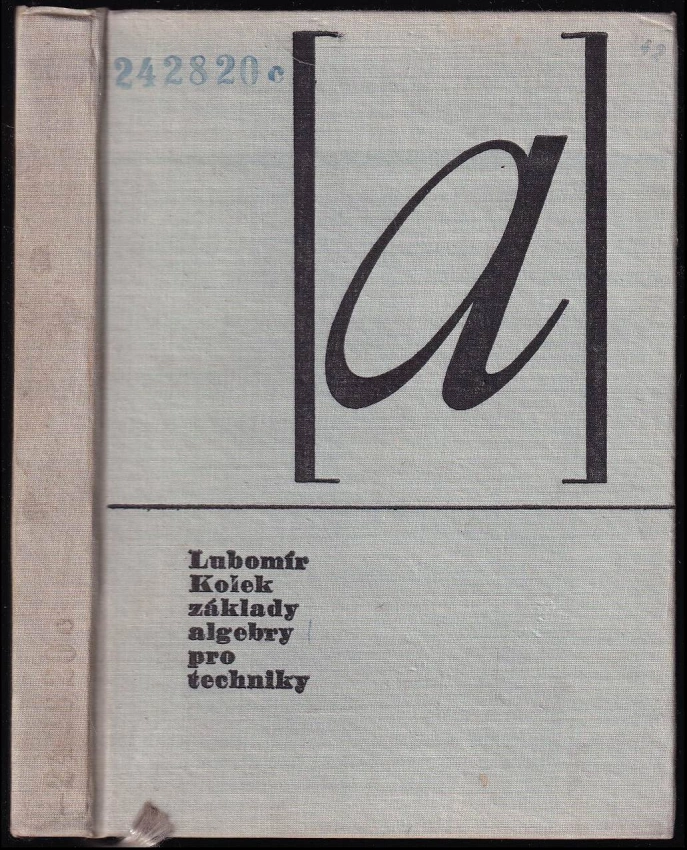 242820c
[a]
Lubomír
Kolek
základy
algebry
pro
techniky